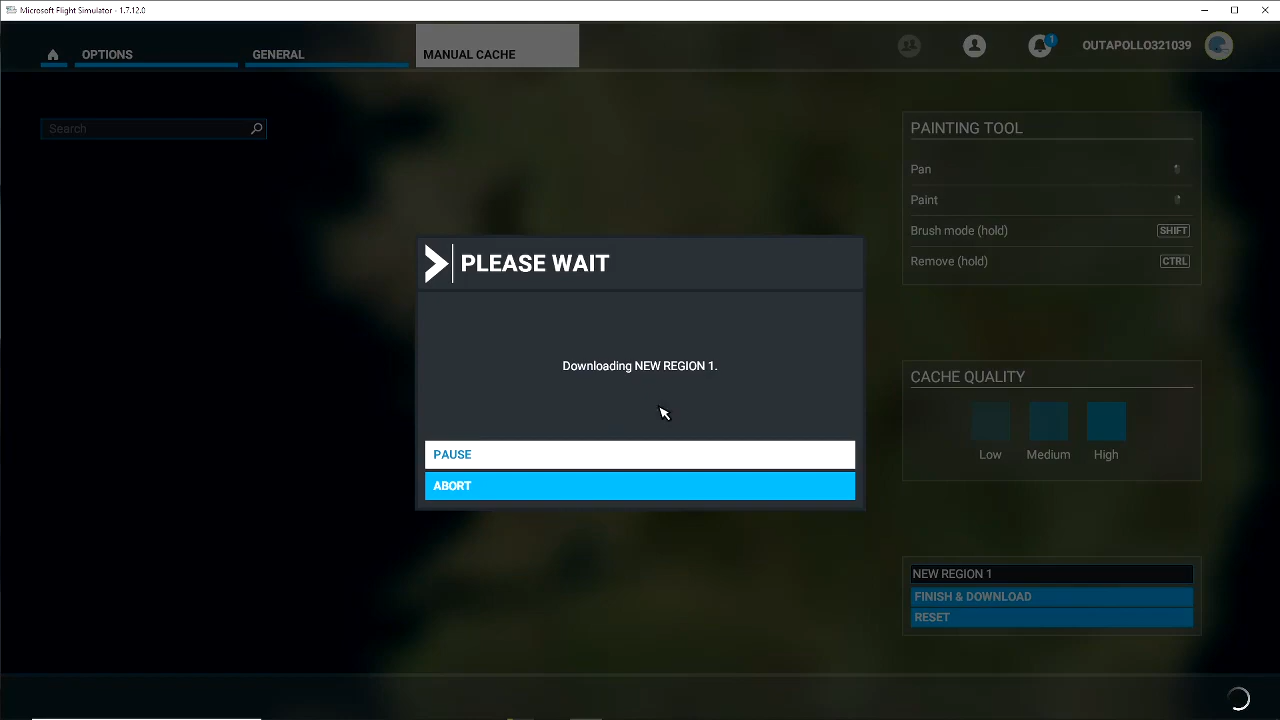 Microsoft Flight Simulator - 1.7.12.0
OPTIONS
GENERAL
MANUAL CACHE
1
OUTAPOLLO321039
Search
PAINTING TOOL
Pan
Paint
Brush mode (hold) SHIFT
Remove (hold) CTRL
PLEASE WAIT
Downloading NEW REGION 1.
PAUSE
ABORT
CACHE QUALITY
Low Medium High
NEW REGION 1
FINISH & DOWNLOAD
RESET